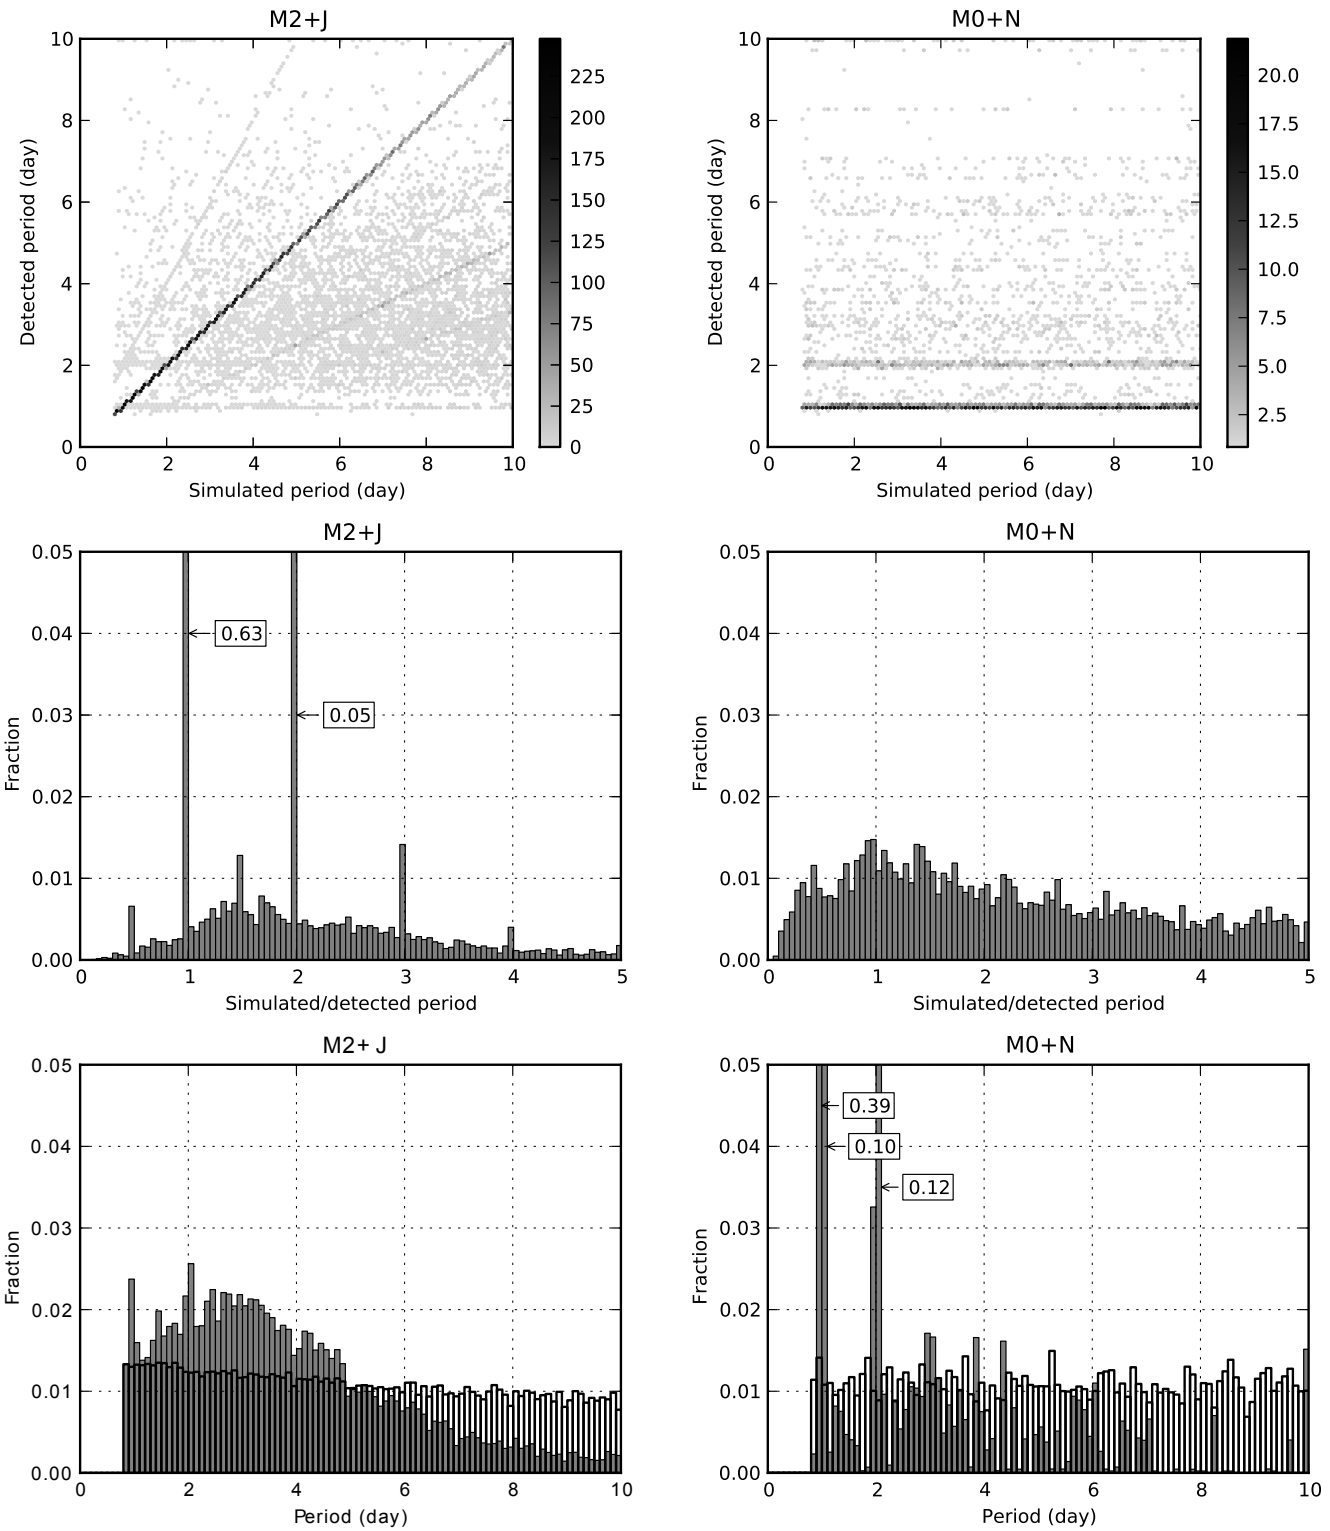 M2+J
M0+N
10
8
6
4
2
0
Detected period (day)
0 2 4 6 8 10
Simulated period (day)
225
200
175
150
125
100
75
50
25
0
10
8
6
4
2
0
Detected period (day)
0 2 4 6 8 10
Simulated period (day)
20.0
17.5
15.0
12.5
10.0
7.5
5.0
2.5
M2+J
M0+N
0.05
0.04
0.03
0.02
0.01
0.00
Fraction
0.63
0.05
0 1 2 3 4 5
Simulated/detected period
0.05
0.04
0.03
0.02
0.01
0.00
Fraction
0 1 2 3 4 5
Simulated/detected period
M2+ J
M0+N
0.05
0.04
0.03
0.02
0.01
0.00
Fraction
0 2 4 6 8 10
Period (day)
0.05
0.04
0.03
0.02
0.01
0.00
Fraction
0.39
0.10
0.12
0 2 4 6 8 10
Period (day)